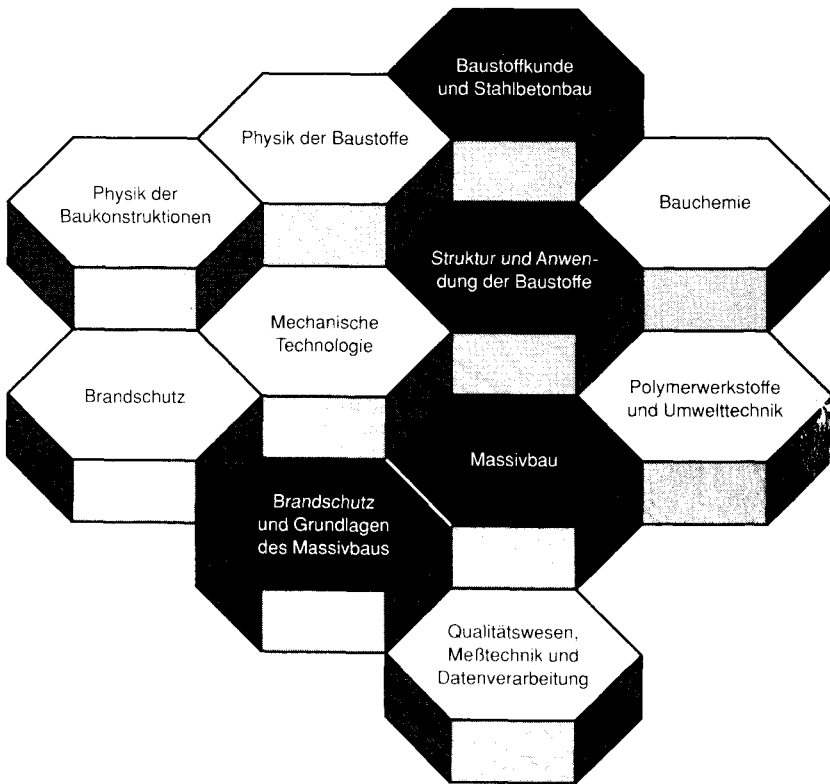 Baustoffkunde
und Stahlbetonbau
Physik der Baustoffe
Physik der
Baukonstruktionen
Bauchemie
Struktur und Anwen-
dung der Baustoffe
Mechanische
Technologie
Brandschutz
Polymerwerkstoffe
und Umwelttechnik
Massivbau
Brandschutz
und Grundlagen
des Massivbaus
Qualitätswesen,
Meßtechnik und
Datenverarbeitung